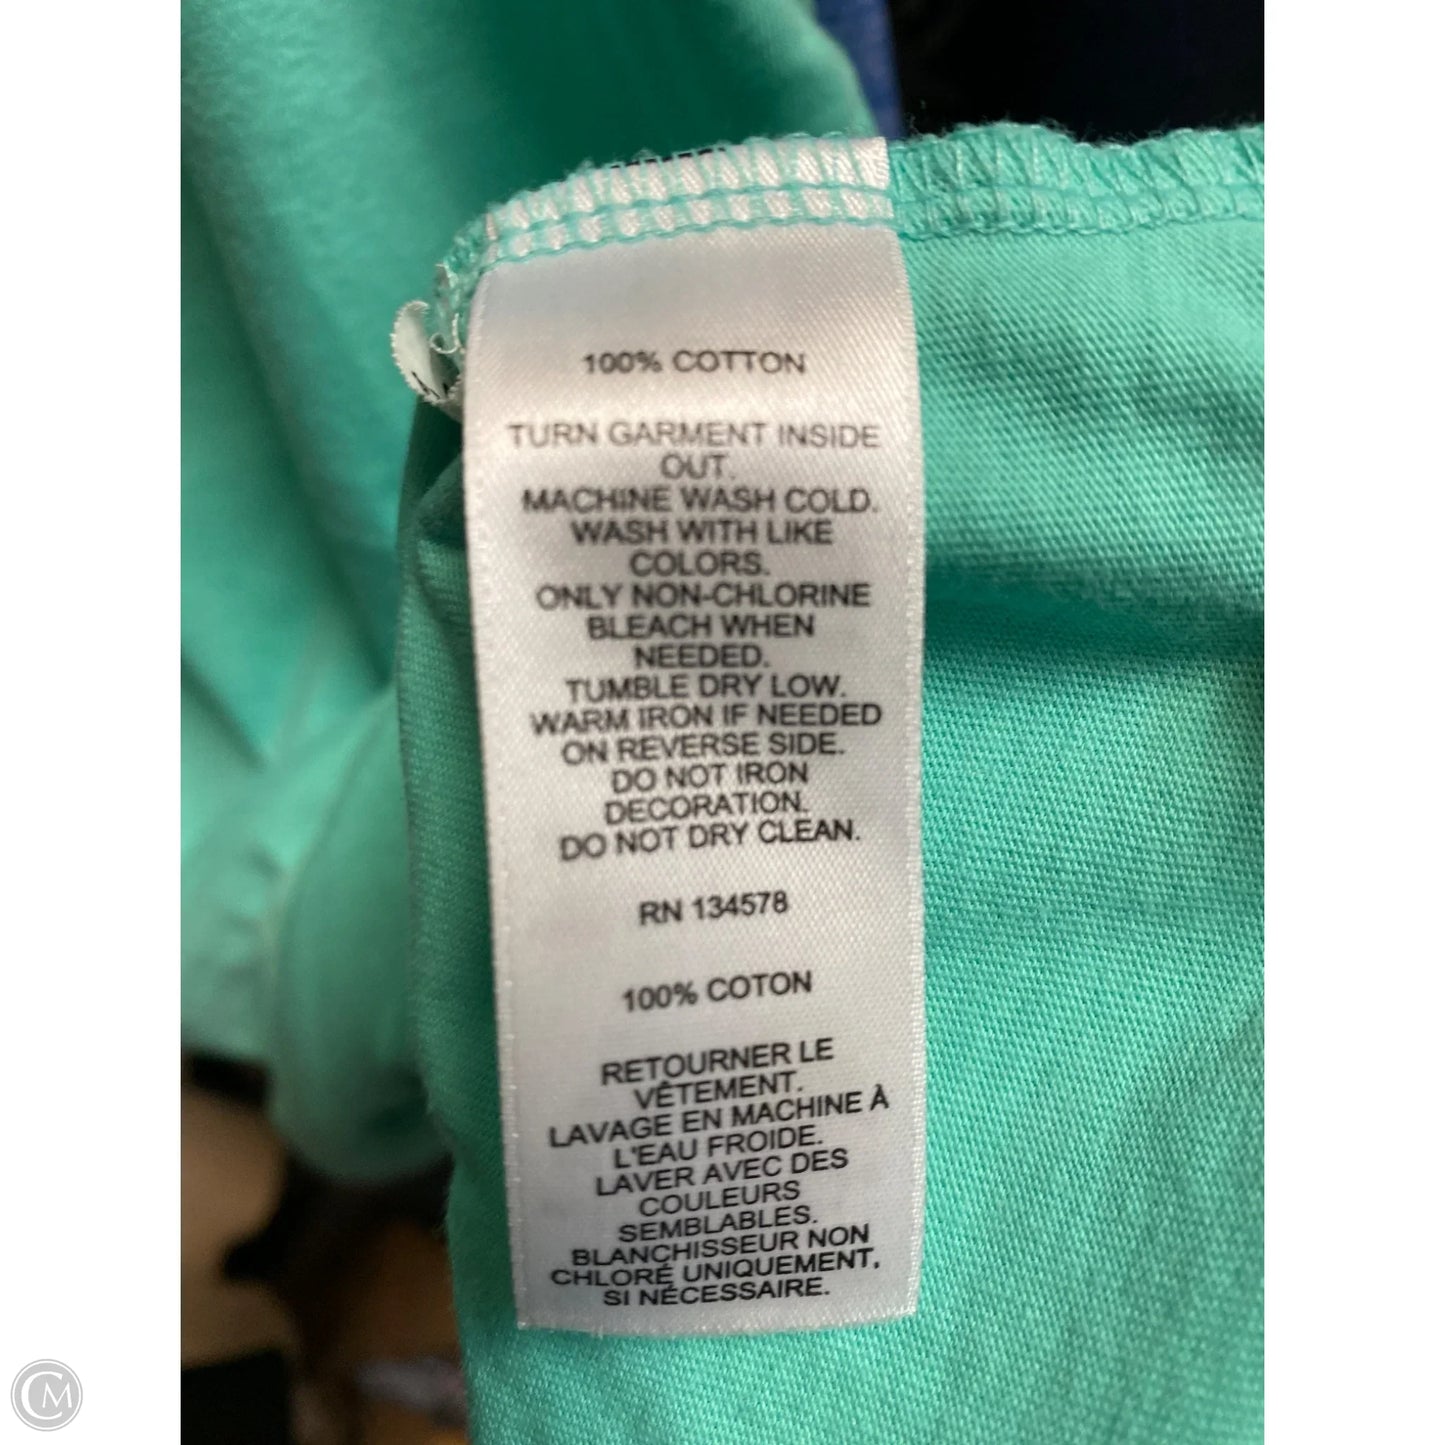 100% COTTON
TURN GARMENT INSIDE
OUT.
MACHINE WASH COLD.
WASH WITH LIKE
COLORS.
ONLY NON-CHLORINE
BLEACH WHEN
NEEDED.
TUMBLE DRY LOW.
WARM IRON IF NEEDED
ON REVERSE SIDE.
DO NOT IRON
DECORATION.
DO NOT DRY CLEAN.
RN 134578
100% COTON
RETOURNER LE
VÊTEMENT.
LAVAGE EN MACHINE À
L'EAU FROIDE.
LAVER AVEC DES
COULEURS
SEMBLABLES.
BLANCHISSEUR NON
CHLORÉ UNIQUEMENT,
SI NÉCESSAIRE.
CM